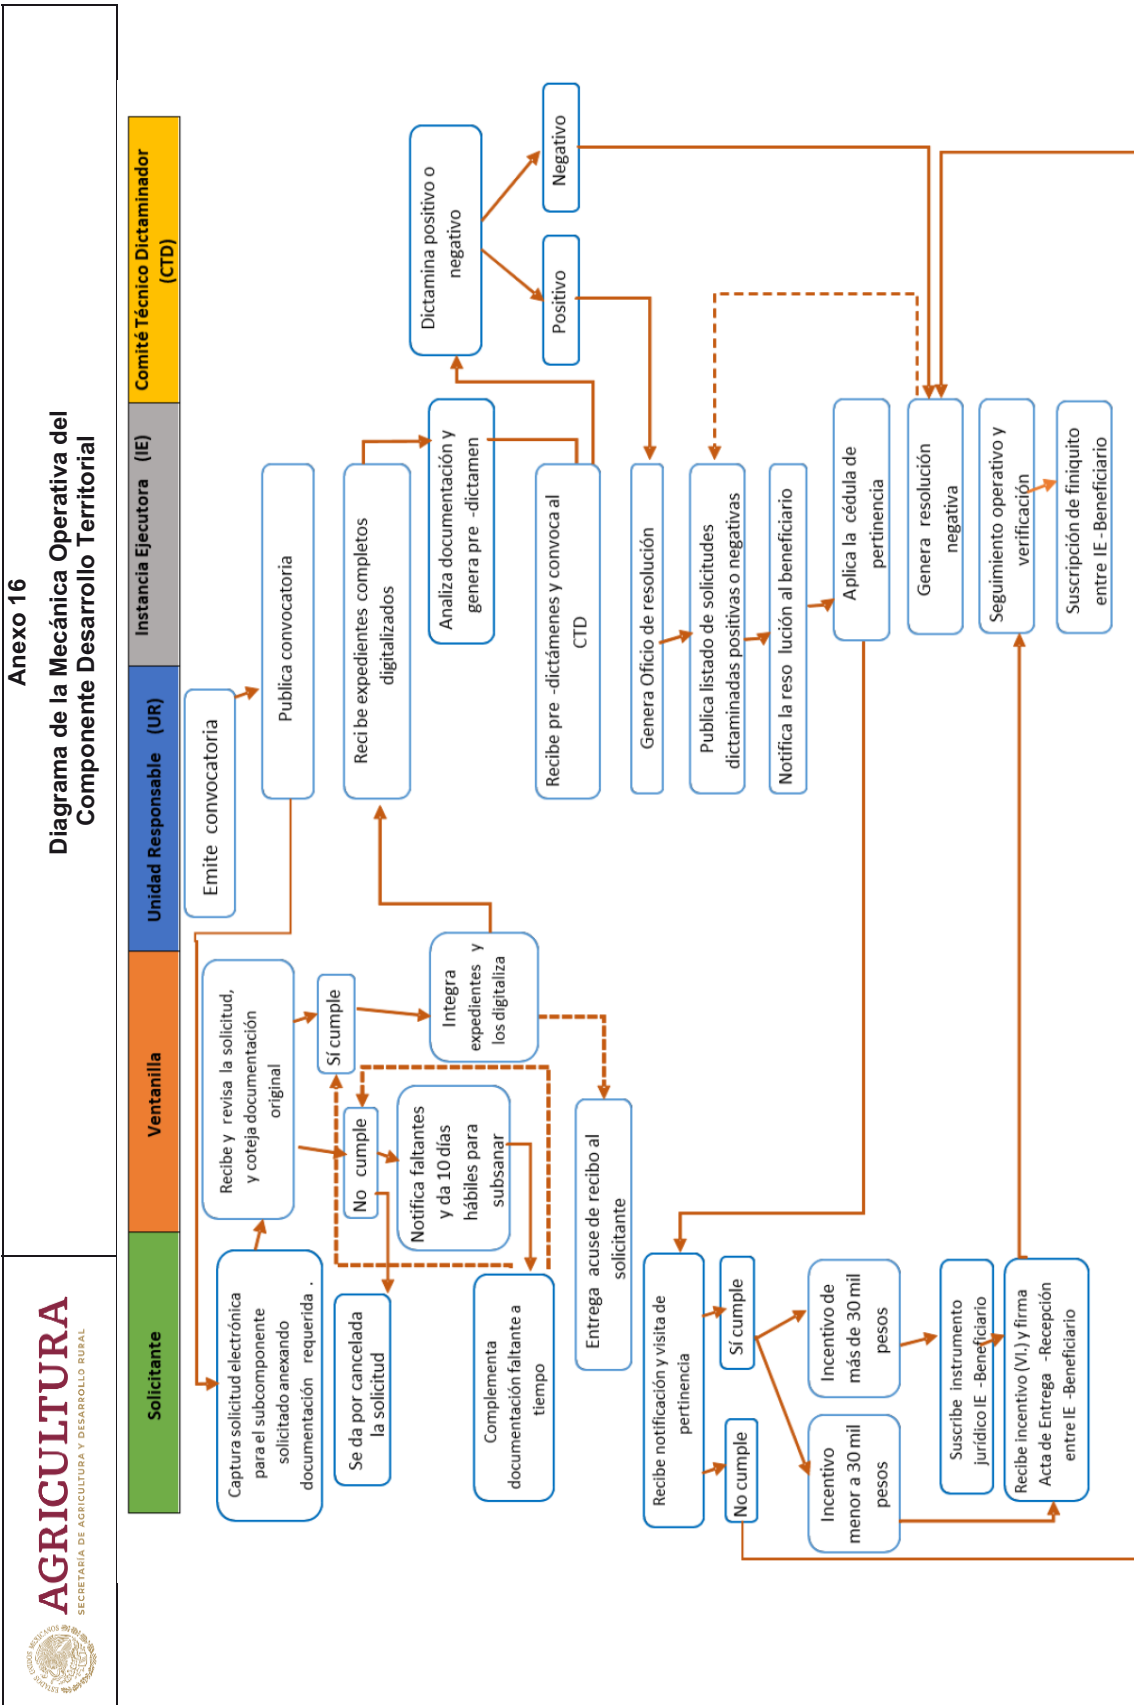 AGRICULTURA
SECRETARÍA DE AGRICULTURA Y DESARROLLO RURAL
ESTADOS UNIDOS MEXICANOS
Anexo 16
Diagrama de la Mecánica Operativa del
Componente Desarrollo Territorial
Solicitante
Ventanilla
Unidad Responsable (UR)
Instancia Ejecutora (IE)
Comité Técnico Dictaminador
(CTD)
Emite convocatoria
Publica convocatoria
Captura solicitud electrónica
para el subcomponente
solicitado anexando
documentación requerida .
Recibe y revisa la solicitud,
y coteja documentación
original
Sí cumple
No cumple
Se da por cancelada
la solicitud
Notifica faltantes
y da 10 días
hábiles para
subsanar
Complementa
documentación faltante a
tiempo
Integra
expedientes y
los digitaliza
Entrega acuse de recibo al
solicitante
Reci be expedientes completos
digitalizados
Analiza documentación y
genera pre -dictamen
Recibe pre -dictámenes y convoca al
CTD
Dictamina positivo o
negativo
Positivo
Negativo
Genera Oficio de resolución
Publica listado de solicitudes
dictaminadas positivas o negativas
Notifica la reso lución al beneficiario
Aplica la cédula de
pertinencia
Recibe notificación y visita de
pertinencia
Sí cumple
No cumple
Incentivo de
más de 30 mil
pesos
Incentivo
menor a 30 mil
pesos
Suscribe instrumento
jurídico IE -Beneficiario
Recibe incentivo (VI.) y firma
Acta de Entrega -Recepción
entre IE -Beneficiario
Genera resolución
negativa
Seguimiento operativo y
verificación
Suscripción de finiquito
entre IE -Beneficiario